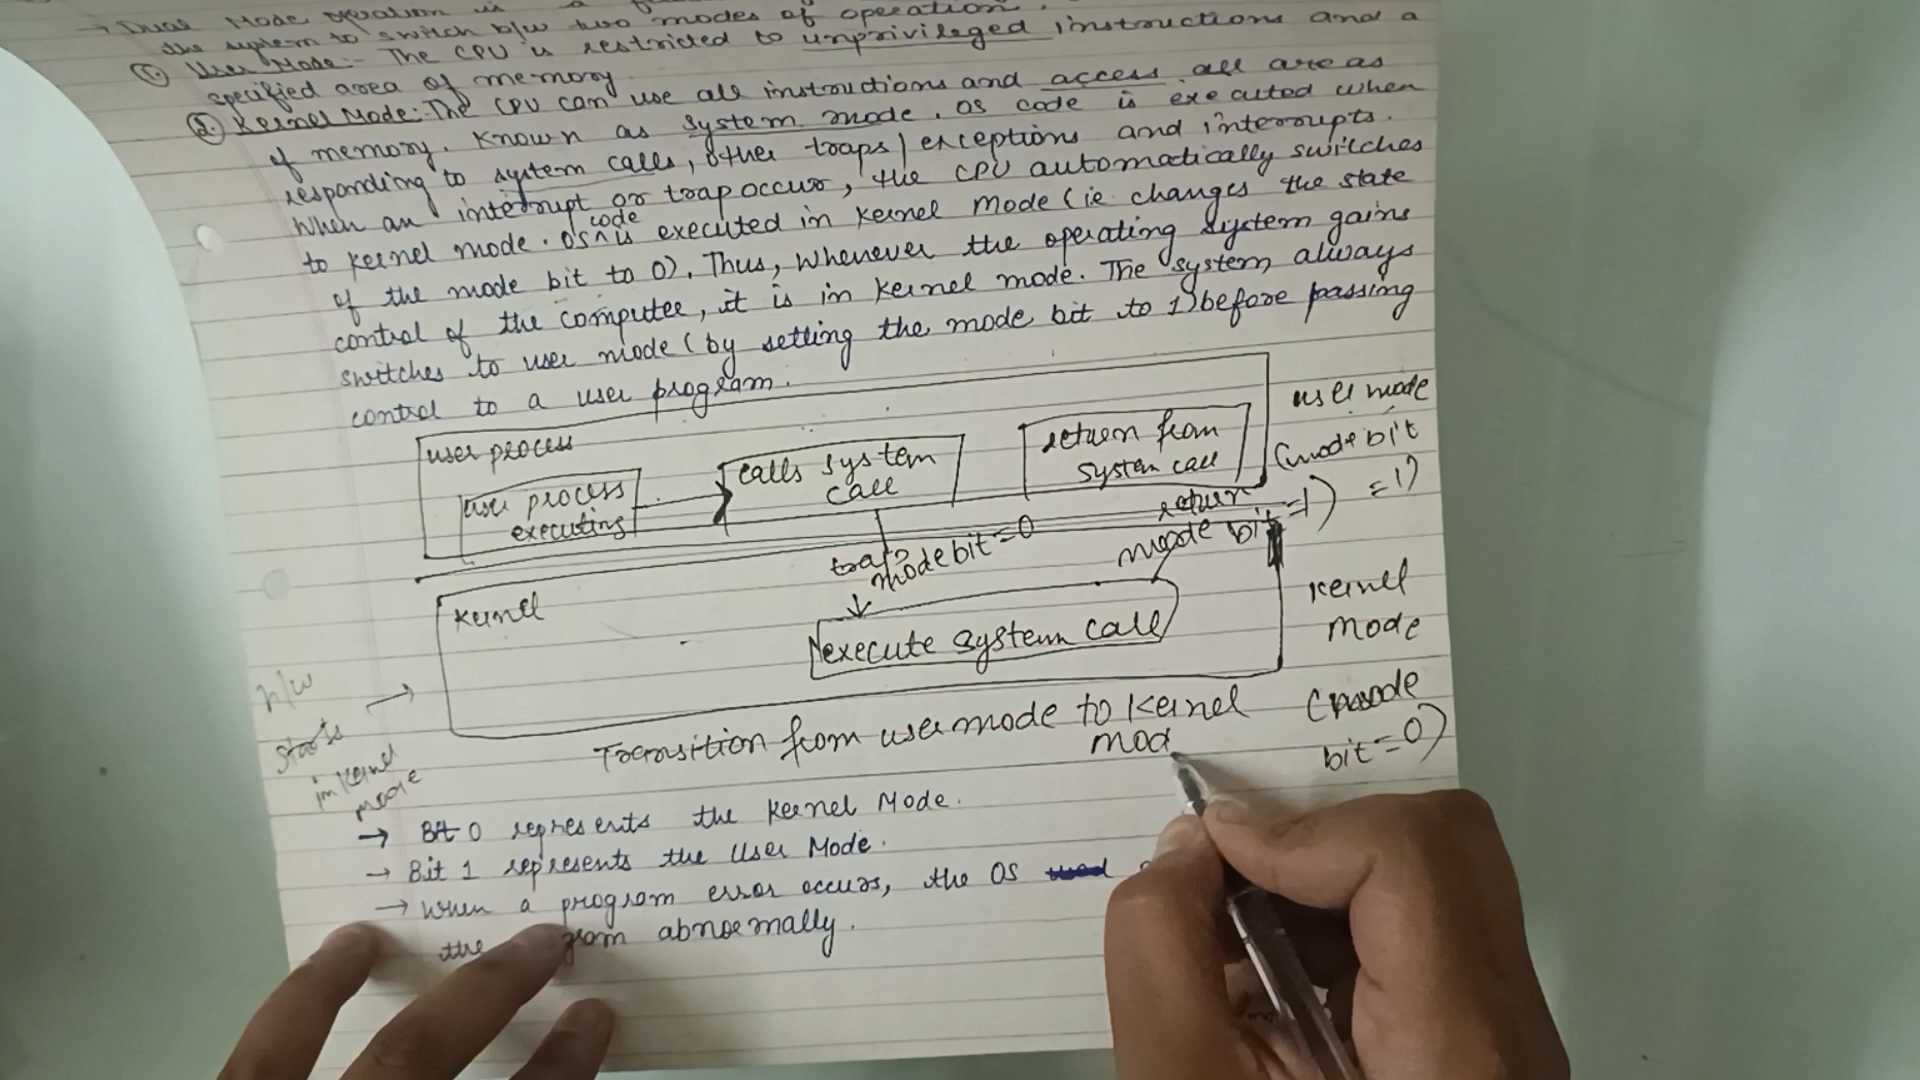 → Dual Mode operation is a
the system to switch b/w two modes of operation.
① User Mode:- The CPU is restricted to unprivileged instructions and a
specified area of memory.
② Kernel Mode:- The CPU can use all instructions and access all areas
of memory. Known as system mode. OS code is executed when
responding to system calls, other traps/exceptions and interrupts.
When an interrupt or trap occur, the CPU automatically switches
to kernel mode. OS code is executed in kernel mode (ie changes the state
of the mode bit to 0). Thus, whenever the operating system gains
control of the computer, it is in kernel mode. The system always
switches to user mode (by setting the mode bit to 1) before passing
control to a user program.
user process
user process
executing
calls system
call
return from
system call
user mode
(mode bit
=1)
trap
mode bit=0
return
mode bit=1
kernel
execute system call
kernel
mode
(mode
bit=0)
h/w
starts
in kernel
mode
→
Transition from user mode to kernel
mod
→ Bit 0 represents the kernel Mode.
→ Bit 1 represents the User Mode.
→ when a program error occurs, the OS
the gram abnormally.